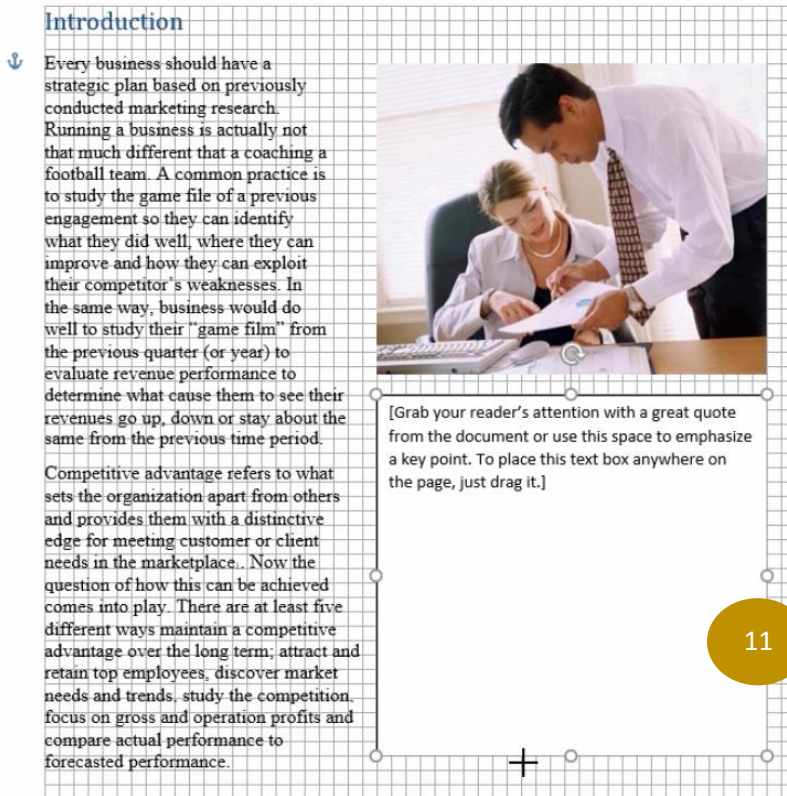 Introduction
Every business should have a
strategic plan based on previously
conducted marketing research.
Running a business is actually not
that much different that a coaching a
football team. A common practice is
to study the game file of a previous
engagement so they can identify
what they did well, where they can
improve and how they can exploit
their competitor's weaknesses. In
the same way, business would do
well to study their “game film” from
the previous quarter (or year) to
evaluate revenue performance to
determine what cause them to see their
revenues go up, down or stay about the
same from the previous time period.
Competitive advantage refers to what
sets the organization apart from others
and provides them with a distinctive
edge for meeting customer or client
needs in the marketplace.. Now the
question of how this can be achieved
comes into play. There are at least five
different ways maintain a competitive
advantage over the long term; attract and
retain top employees, discover market
needs and trends, study the competition,
focus on gross and operation profits and
compare actual performance to
forecasted performance.
[Grab your reader's attention with a great quote
from the document or use this space to emphasize
a key point. To place this text box anywhere on
the page, just drag it.]
11